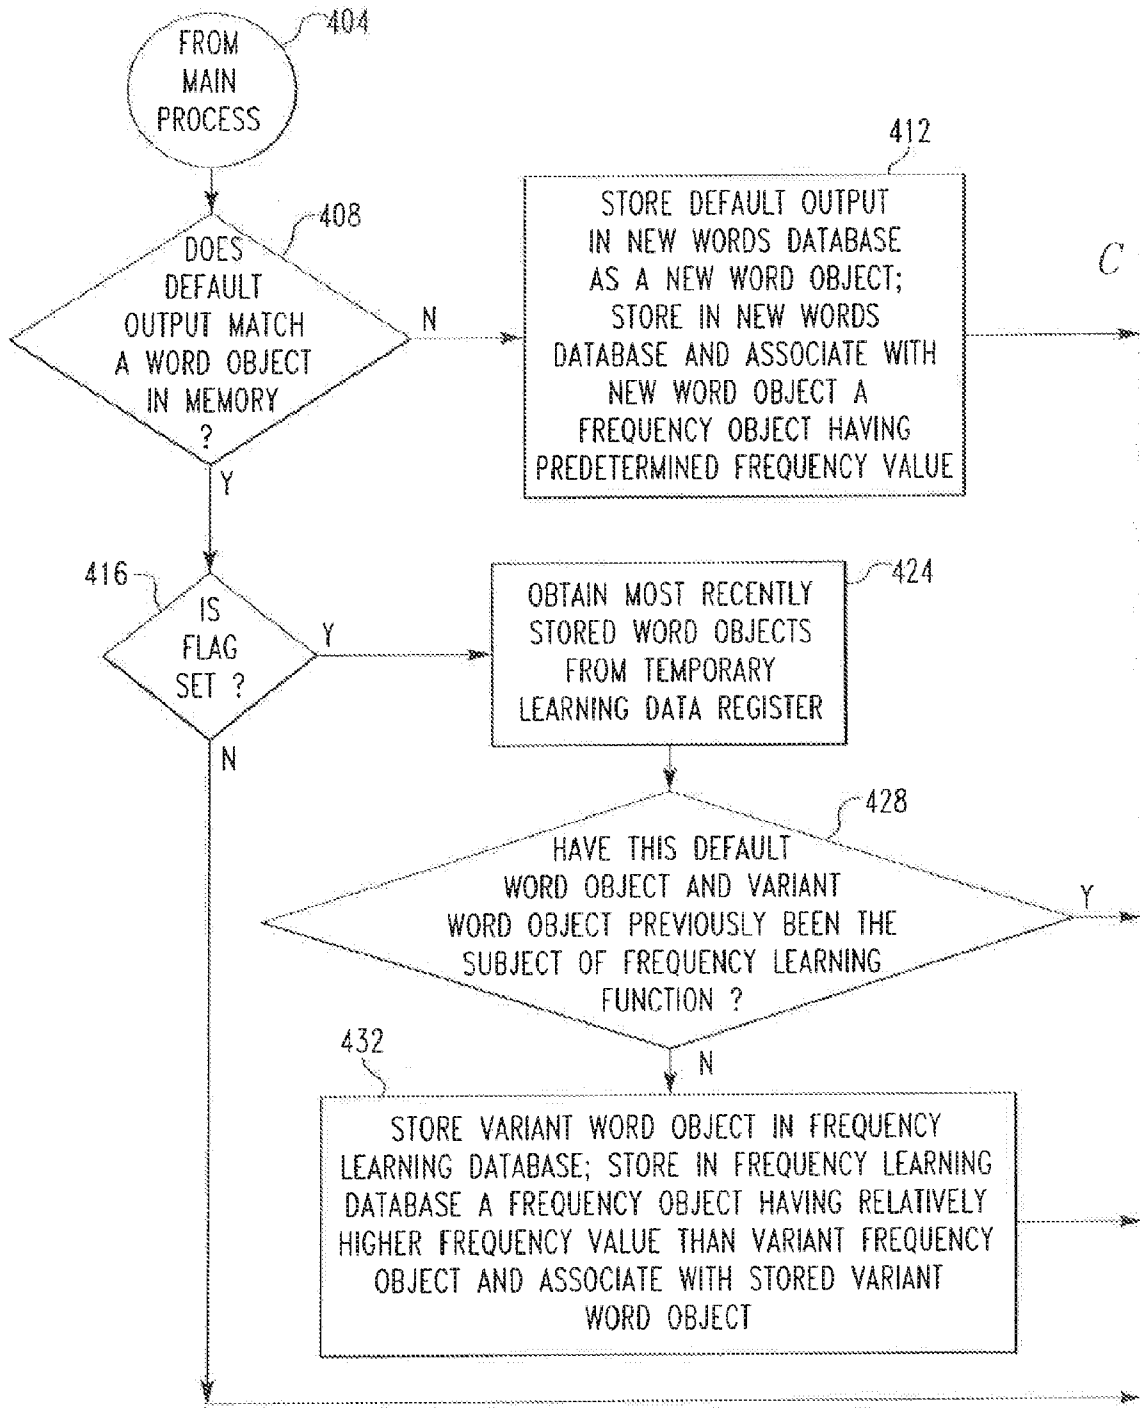 404
FROM
MAIN
PROCESS
408
DOES
DEFAULT
OUTPUT MATCH
A WORD OBJECT
IN MEMORY
?
N
Y
412
STORE DEFAULT OUTPUT
IN NEW WORDS DATABASE
AS A NEW WORD OBJECT;
STORE IN NEW WORDS
DATABASE AND ASSOCIATE WITH
NEW WORD OBJECT A
FREQUENCY OBJECT HAVING
PREDETERMINED FREQUENCY VALUE
C
416
IS
FLAG
SET ?
Y
N
424
OBTAIN MOST RECENTLY
STORED WORD OBJECTS
FROM TEMPORARY
LEARNING DATA REGISTER
428
HAVE THIS DEFAULT
WORD OBJECT AND VARIANT
WORD OBJECT PREVIOUSLY BEEN THE
SUBJECT OF FREQUENCY LEARNING
FUNCTION ?
Y
N
432
STORE VARIANT WORD OBJECT IN FREQUENCY
LEARNING DATABASE; STORE IN FREQUENCY LEARNING
DATABASE A FREQUENCY OBJECT HAVING RELATIVELY
HIGHER FREQUENCY VALUE THAN VARIANT FREQUENCY
OBJECT AND ASSOCIATE WITH STORED VARIANT
WORD OBJECT